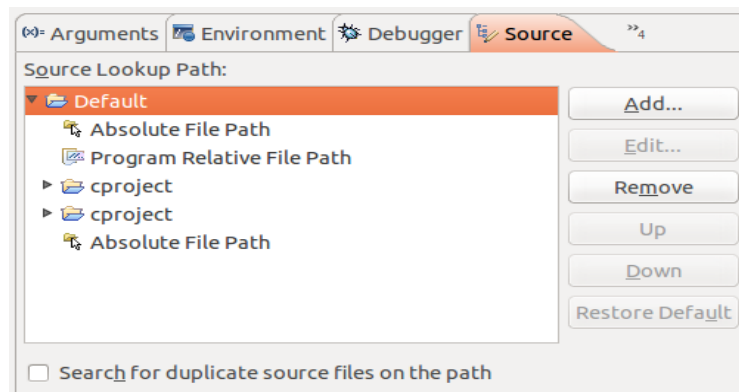 (x)= Arguments Environment Debugger Source »4
Source Lookup Path:
Default
Absolute File Path
Program Relative File Path
cproject
cproject
Absolute File Path
Add...
Edit...
Remove
Up
Down
Restore Default
Search for duplicate source files on the path